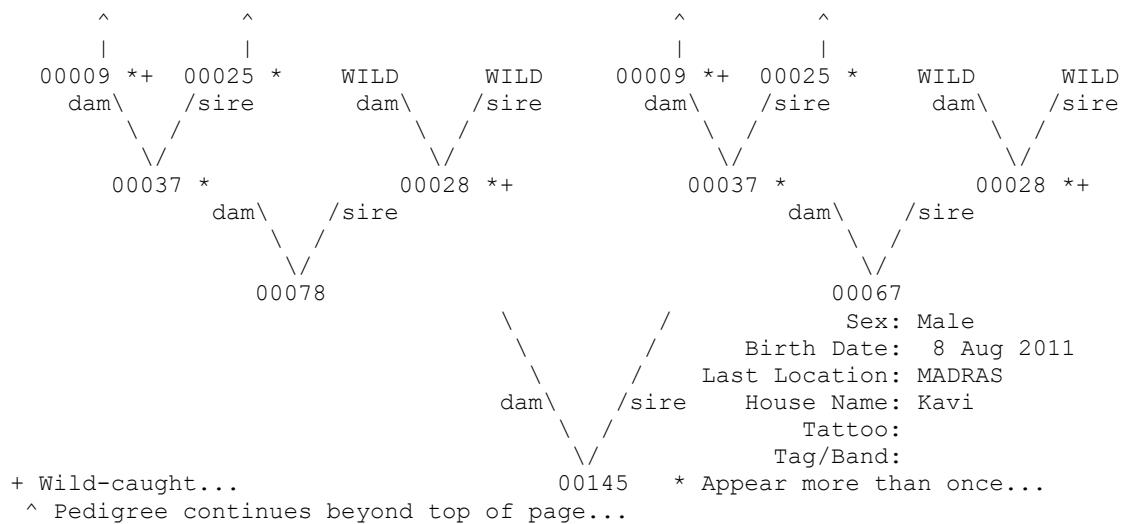 ^ ^ ^ ^
| | | |
00009 *+ 00025 * WILD WILD 00009 *+ 00025 * WILD WILD
dam\ /sire dam\ /sire dam\ /sire dam\ /sire
\ / \ / \ / \ /
\/ \/ \/ \/
00037 * 00028 *+ 00037 * 00028 *+
dam\ /sire dam\ /sire
\ / \ /
\/ \/
00078 00067
\ / Sex: Male
\ / Birth Date: 8 Aug 2011
\ / Last Location: MADRAS
dam\ /sire House Name: Kavi
\ / Tattoo:
\/ Tag/Band:
+ Wild-caught... 00145 * Appear more than once...
^ Pedigree continues beyond top of page...